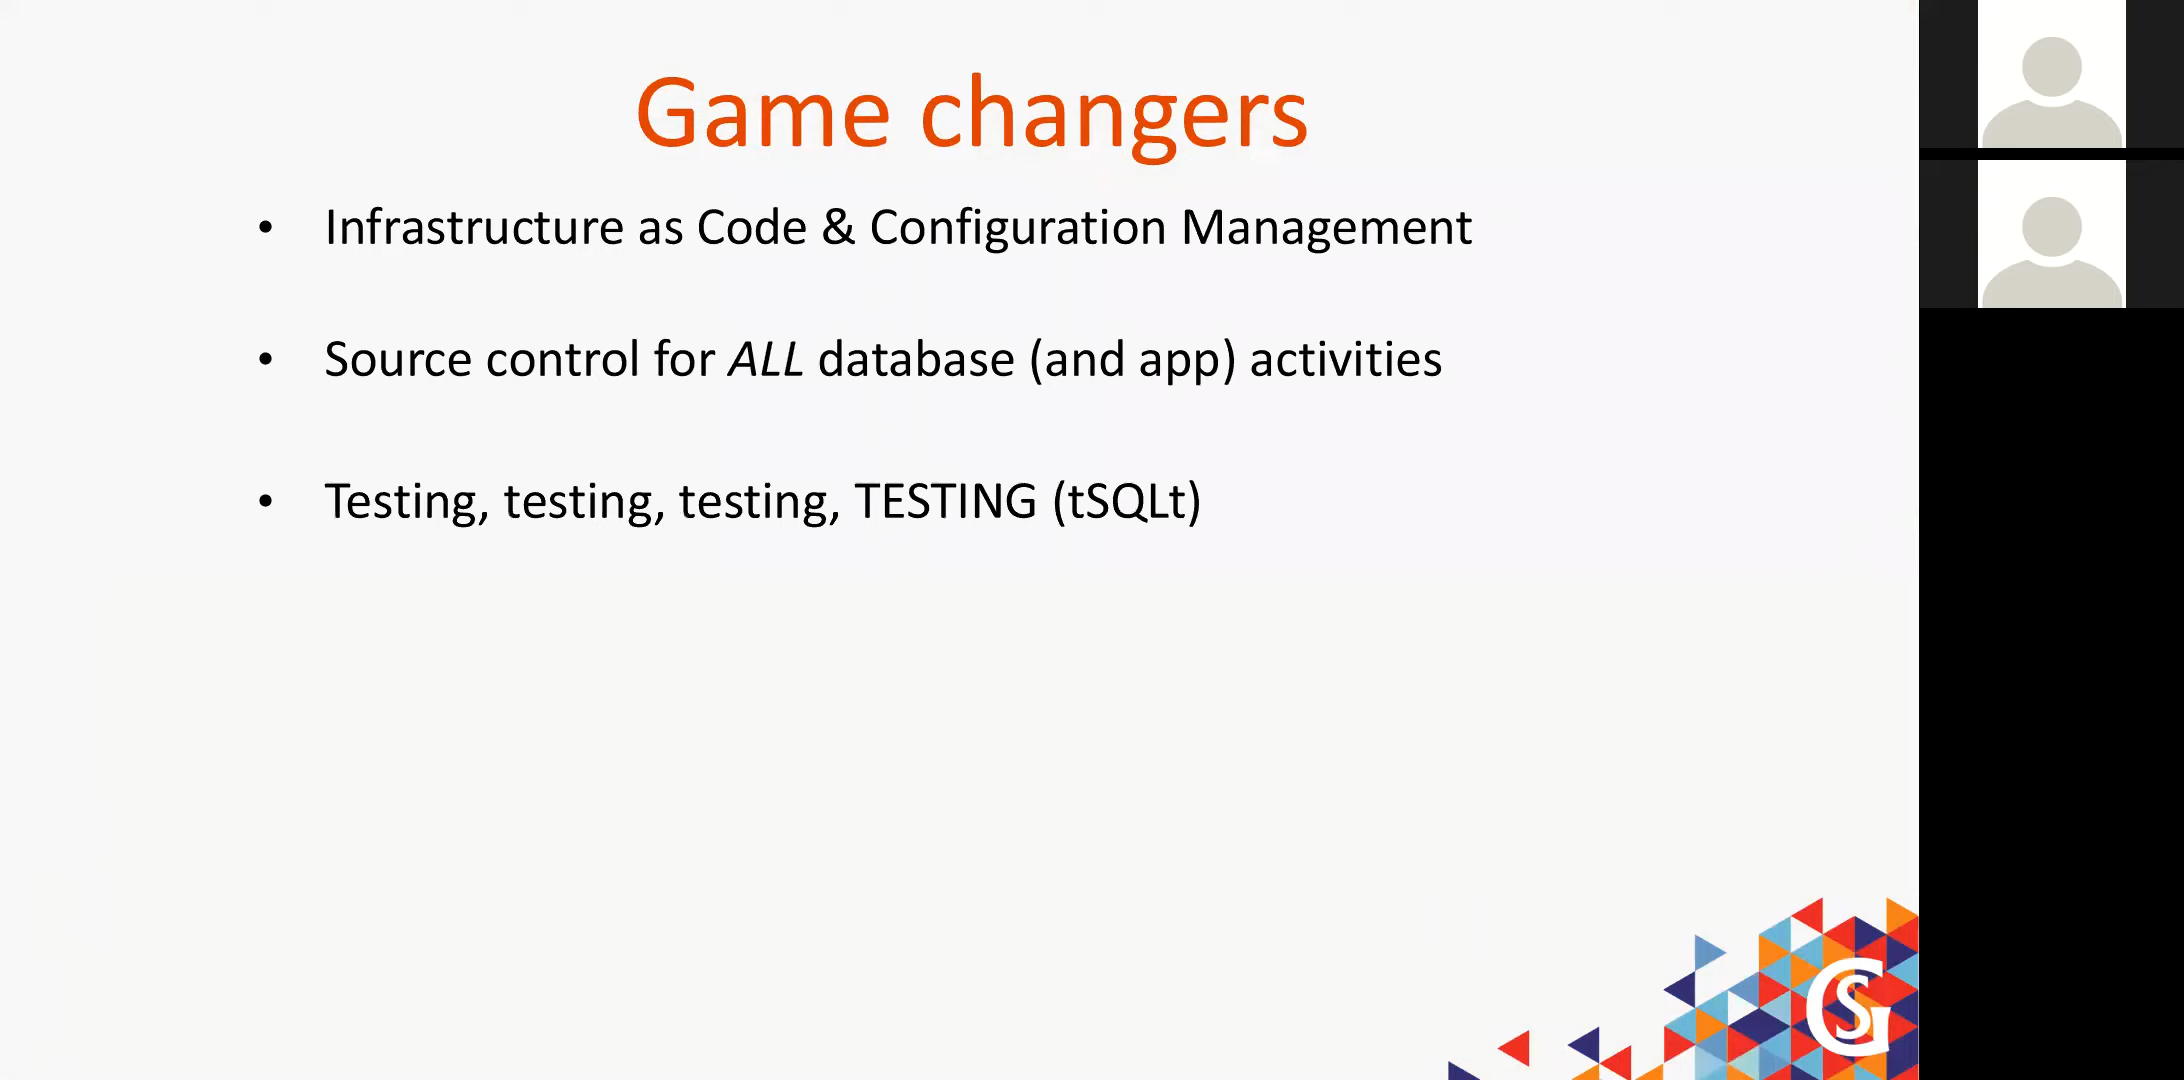 Game changers
• Infrastructure as Code & Configuration Management
• Source control for ALL database (and app) activities
• Testing, testing, testing, TESTING (tSQLt)
GS